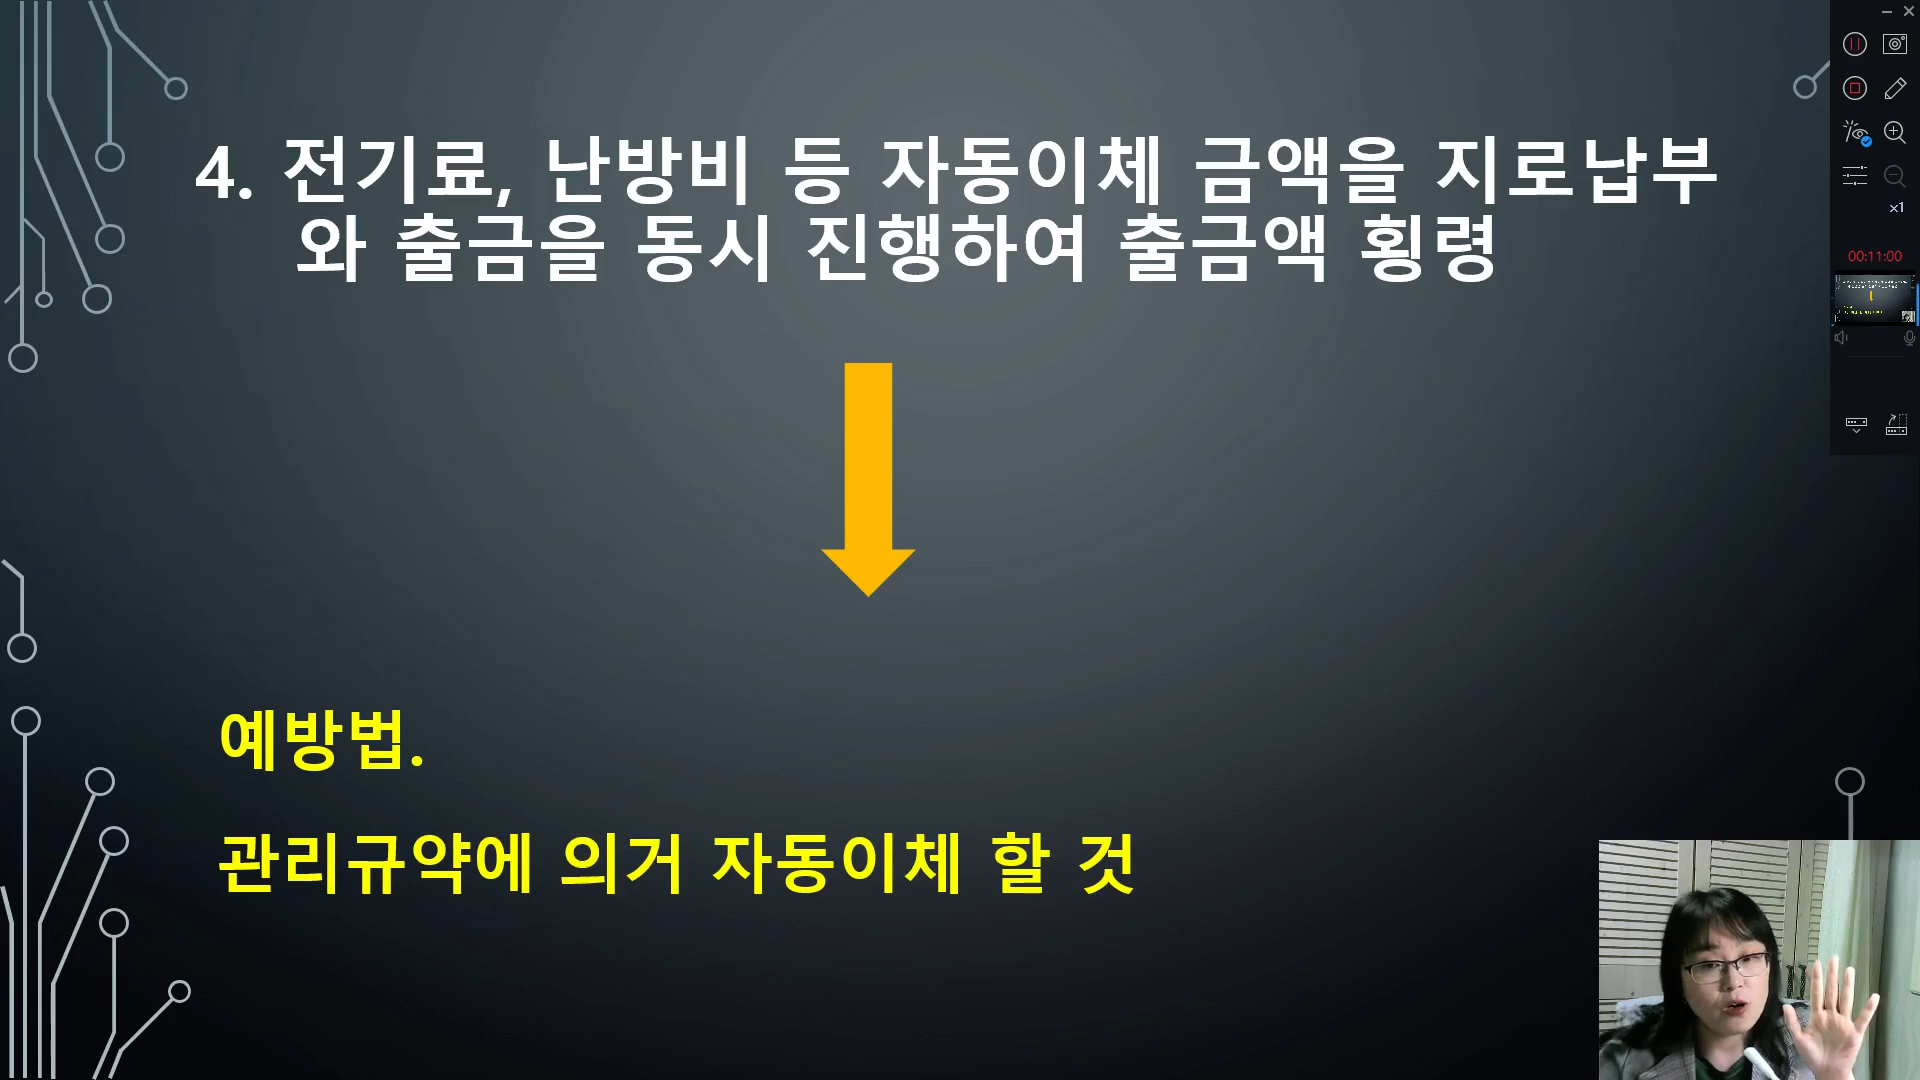 4. 전기료, 난방비 등 자동이체 금액을 지로납부
와 출금을 동시 진행하여 출금액 횡령
예방법.
관리규약에 의거 자동이체 할 것
x1
00:11:00